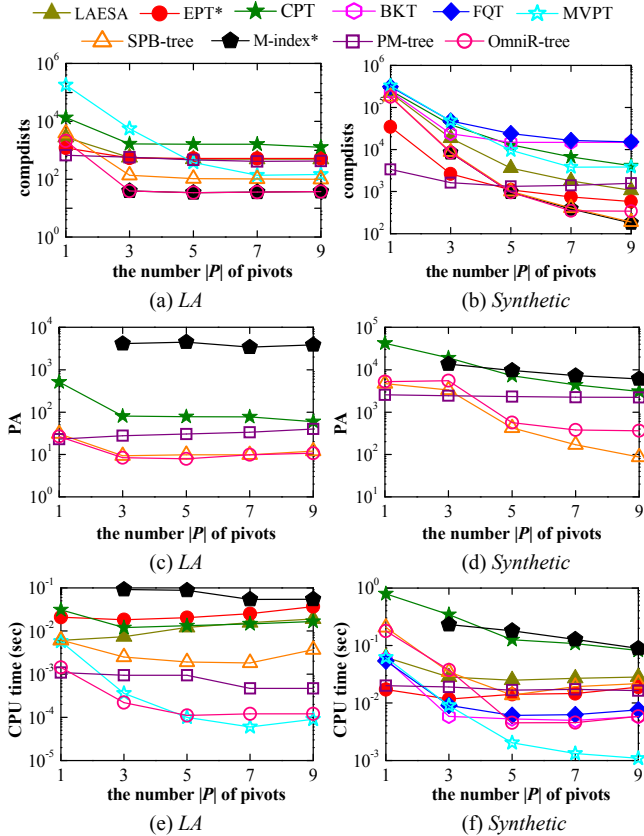 LAESA EPT* CPT BKT FQT MVPT
SPB-tree M-index* PM-tree OmniR-tree
compdists
10^6
10^4
10^2
10^0
1 3 5 7 9
the number |P| of pivots
(a) LA
compdists
10^6
10^5
10^4
10^3
10^2
1 3 5 7 9
the number |P| of pivots
(b) Synthetic
PA
10^4
10^3
10^2
10^1
10^0
1 3 5 7 9
the number |P| of pivots
(c) LA
PA
10^5
10^4
10^3
10^2
10^1
1 3 5 7 9
the number |P| of pivots
(d) Synthetic
CPU time (sec)
10^-1
10^-2
10^-3
10^-4
10^-5
1 3 5 7 9
the number |P| of pivots
(e) LA
CPU time (sec)
10^0
10^-1
10^-2
10^-3
1 3 5 7 9
the number |P| of pivots
(f) Synthetic